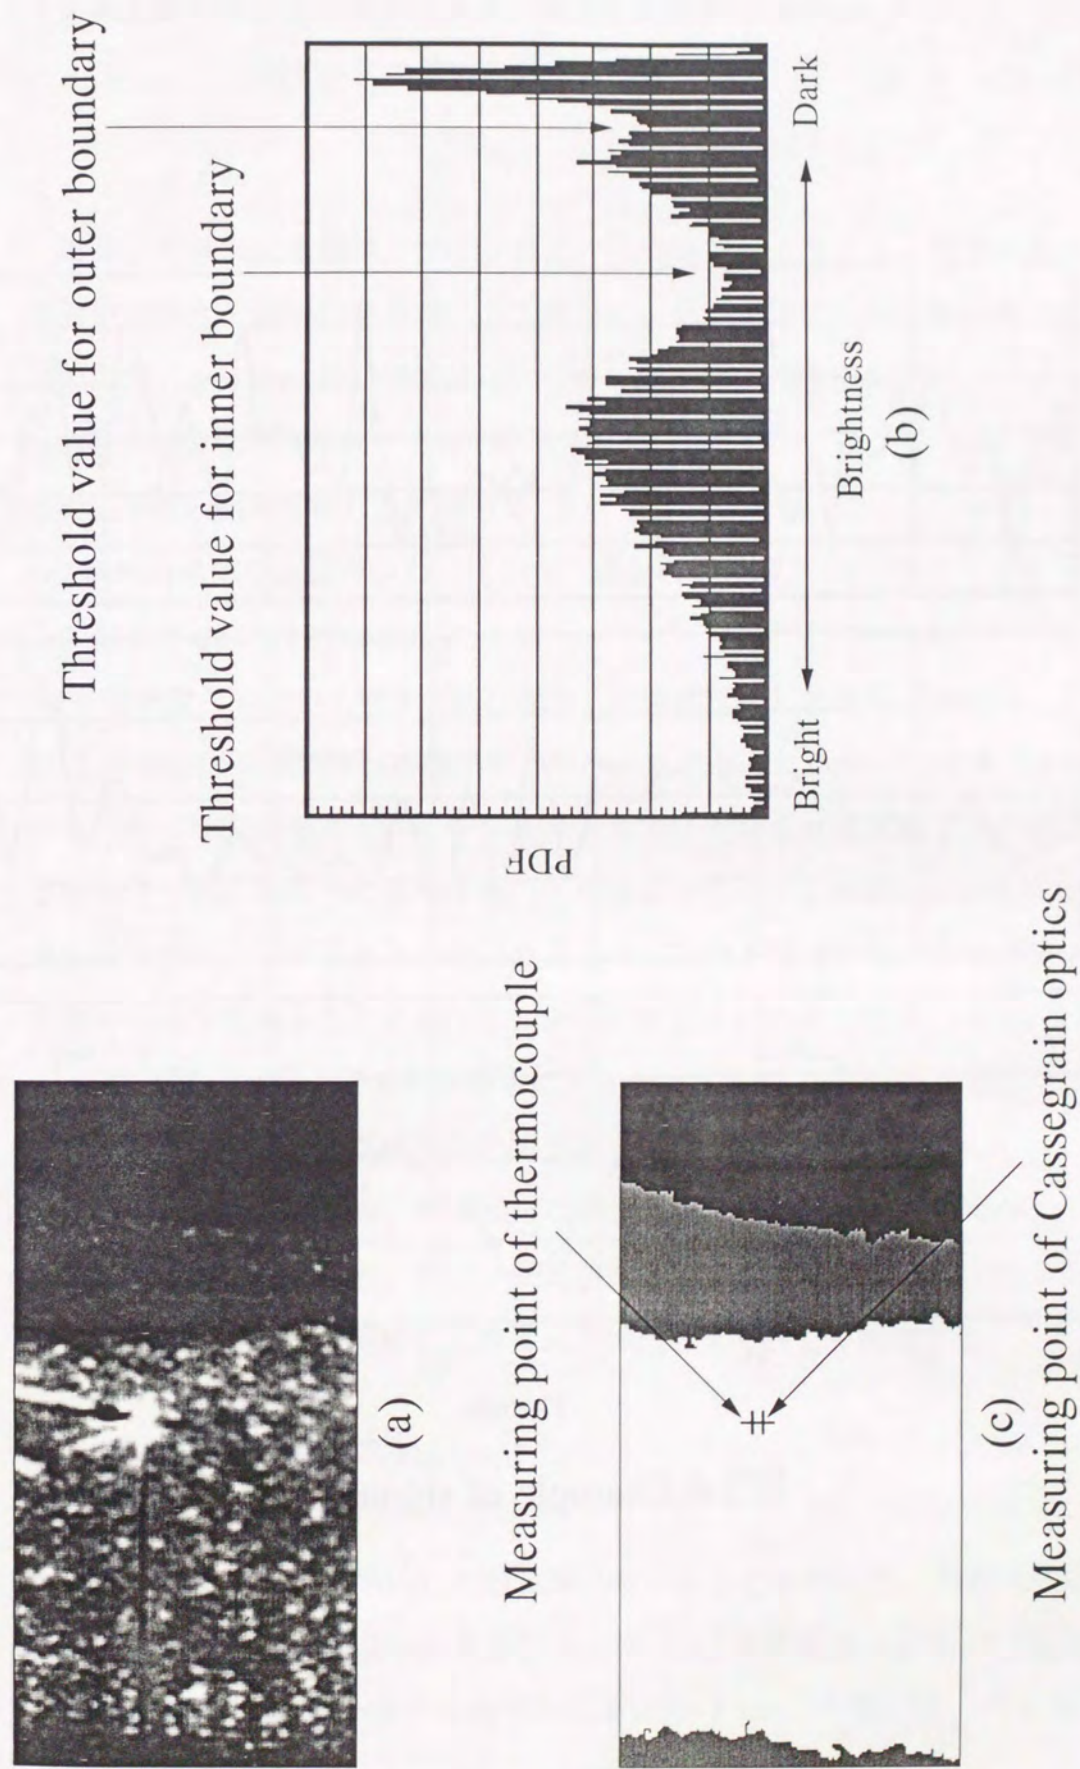 Threshold value for outer boundary
Threshold value for inner boundary
PDF
Bright
Dark
Brightness
(b)
(a)
Measuring point of thermocouple
(c)
Measuring point of Cassegrain optics